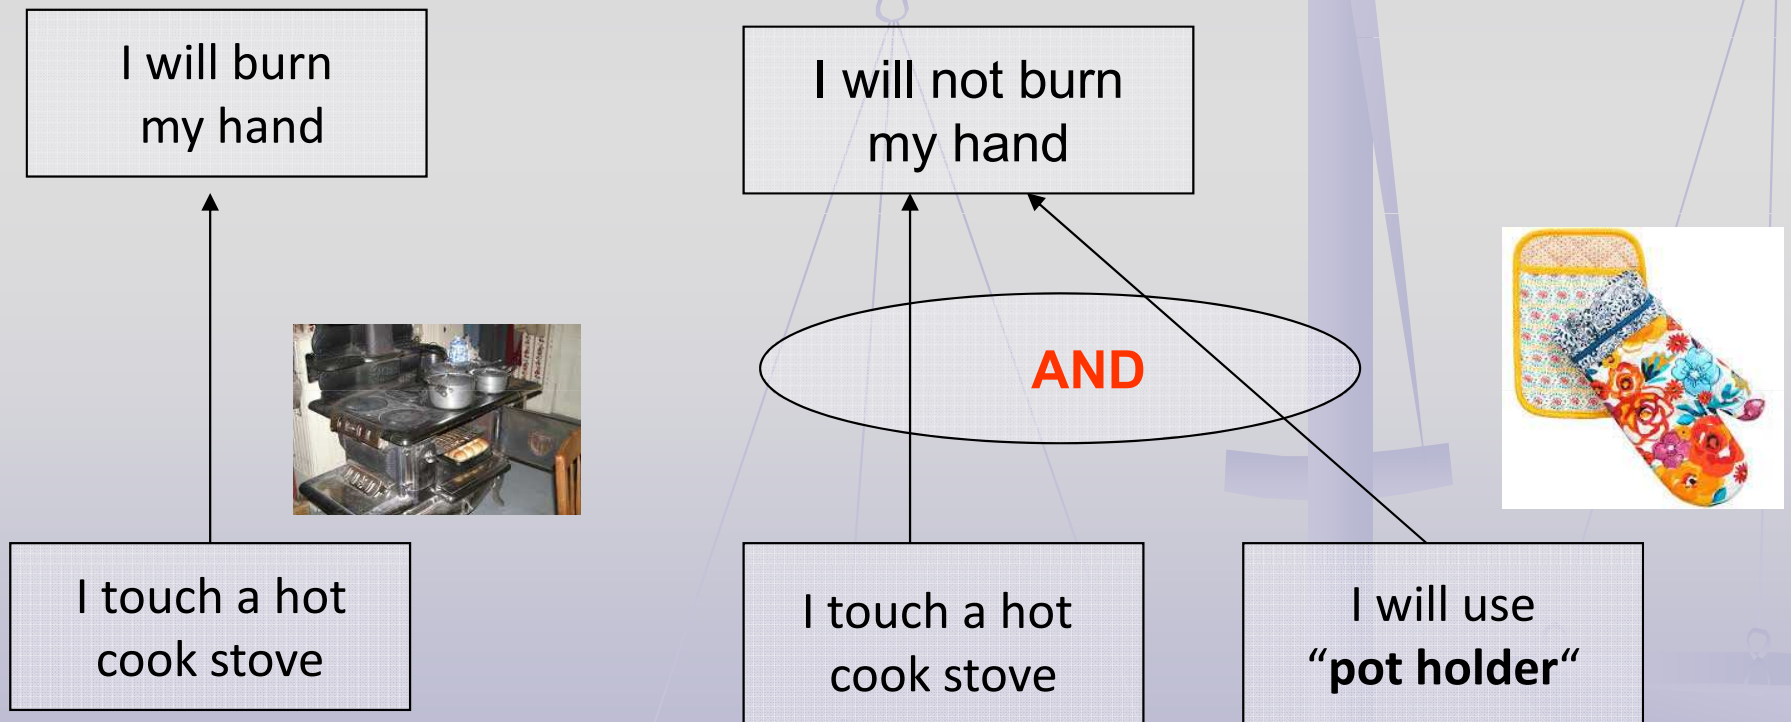 I will burn
my hand
I will not burn
my hand
AND
I touch a hot
cook stove
I touch a hot
cook stove
I will use
“pot holder“